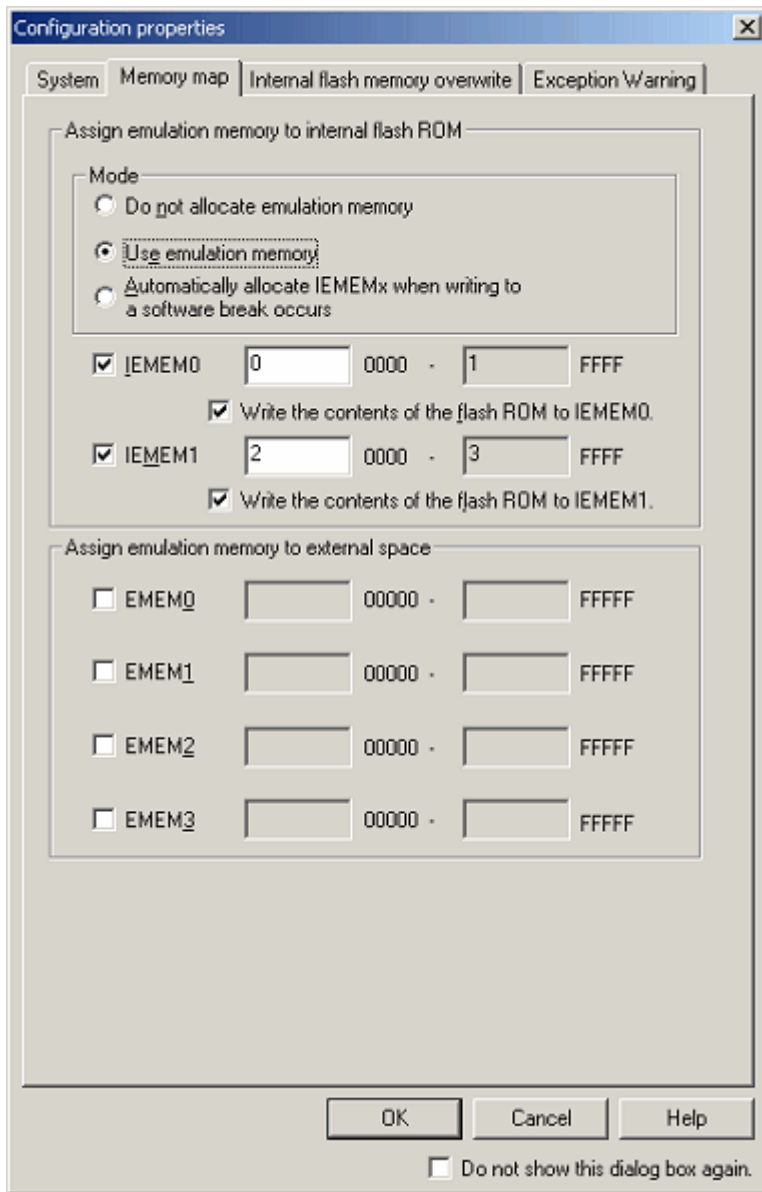 Configuration properties
System Memory map Internal flash memory overwrite Exception Warning
Assign emulation memory to internal flash ROM
Mode
Do not allocate emulation memory
Use emulation memory
Automatically allocate IEMEMx when writing to
a software break occurs
IEMEM0 0 0000 - 1 FFFF
Write the contents of the flash ROM to IEMEM0.
IEMEM1 2 0000 - 3 FFFF
Write the contents of the flash ROM to IEMEM1.
Assign emulation memory to external space
EMEM0 00000 - FFFFF
EMEM1 00000 - FFFFF
EMEM2 00000 - FFFFF
EMEM3 00000 - FFFFF
OK Cancel Help
Do not show this dialog box again.